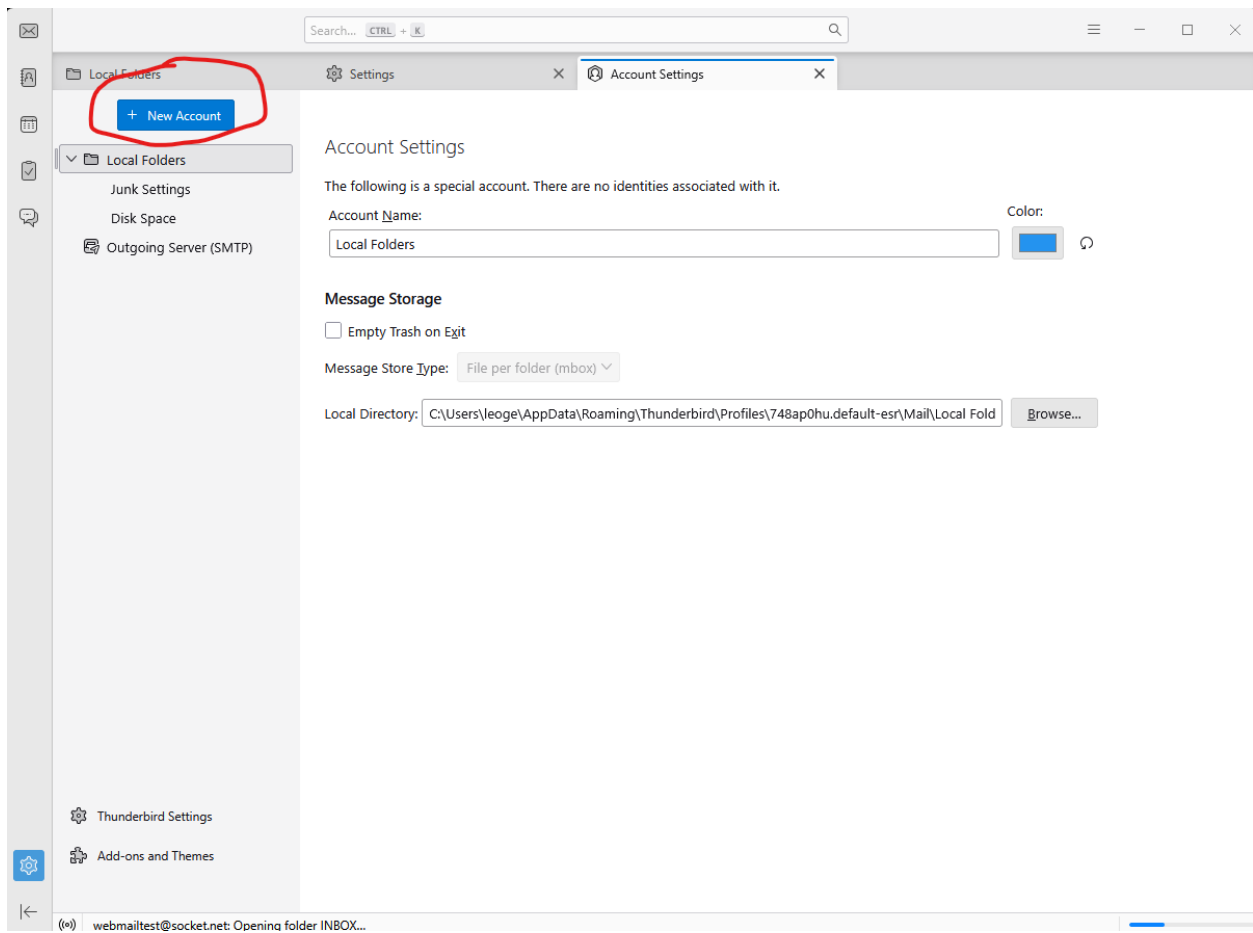 Search... CTRL + K
Local Folders
Settings
Account Settings
+ New Account
Local Folders
Junk Settings
Disk Space
Outgoing Server (SMTP)
Account Settings
The following is a special account. There are no identities associated with it.
Account Name:
Color:
Local Folders
Message Storage
Empty Trash on Exit
Message Store Type: File per folder (mbox)
Local Directory: C:\Users\leoge\AppData\Roaming\Thunderbird\Profiles\748ap0hu.default-esr\Mail\Local Fold Browse...
Thunderbird Settings
Add-ons and Themes
webmailtest@socket.net: Opening folder INBOX...